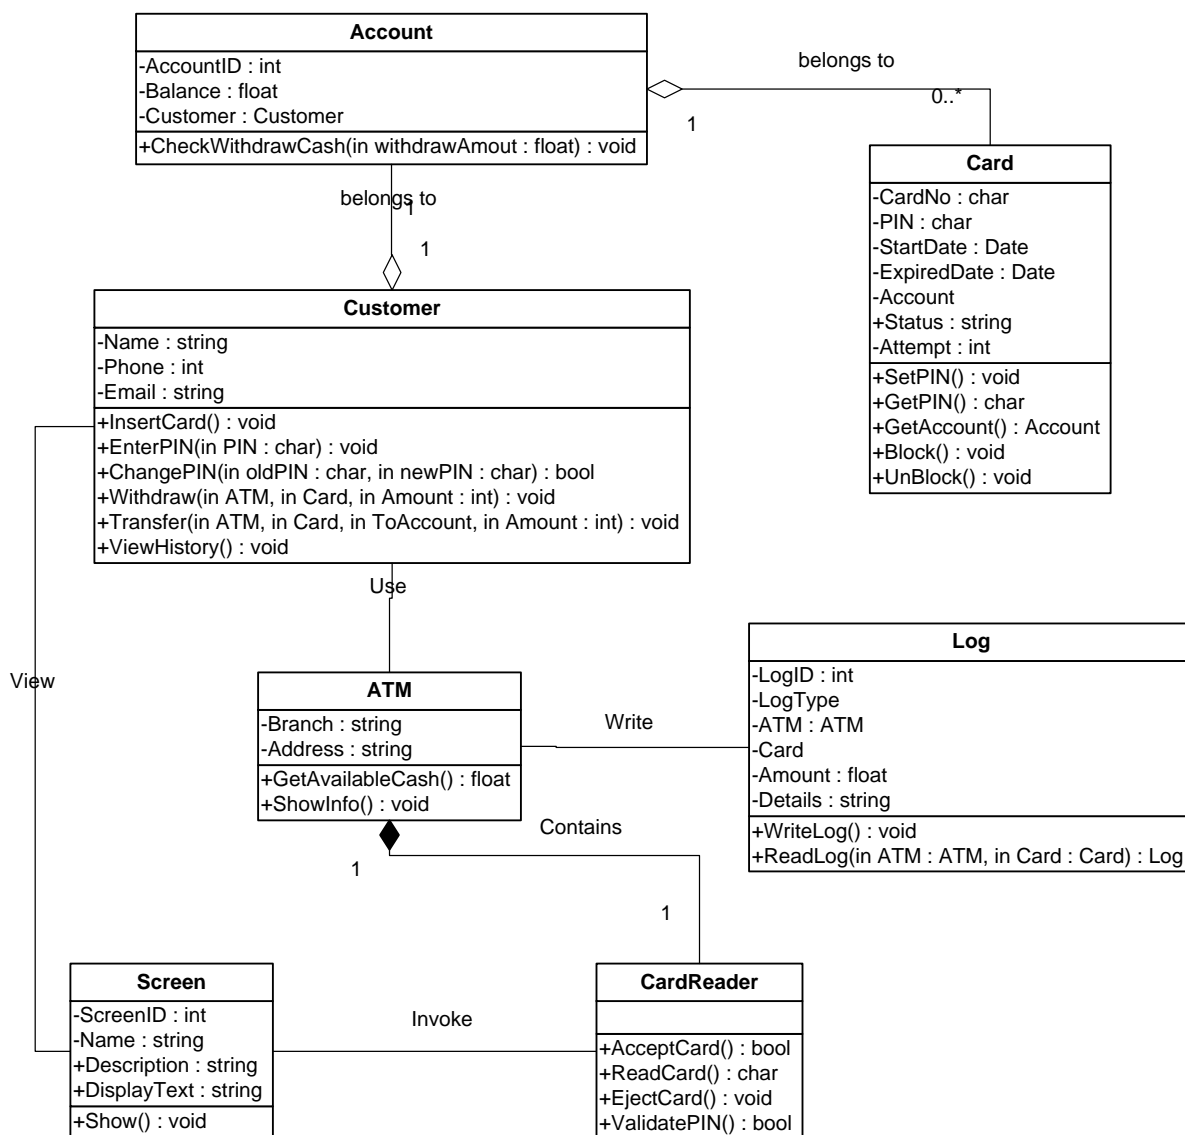 Account
-AccountID : int
-Balance : float
-Customer : Customer
+CheckWithdrawCash(in withdrawAmout : float) : void
belongs to
0..*
1
Card
-CardNo : char
-PIN : char
-StartDate : Date
-ExpiredDate : Date
-Account
+Status : string
-Attempt : int
+SetPIN() : void
+GetPIN() : char
+GetAccount() : Account
+Block() : void
+UnBlock() : void
belongs to
1
1
Customer
-Name : string
-Phone : int
-Email : string
+InsertCard() : void
+EnterPIN(in PIN : char) : void
+ChangePIN(in oldPIN : char, in newPIN : char) : bool
+Withdraw(in ATM, in Card, in Amount : int) : void
+Transfer(in ATM, in Card, in ToAccount, in Amount : int) : void
+ViewHistory() : void
Use
View
ATM
-Branch : string
-Address : string
+GetAvailableCash() : float
+ShowInfo() : void
Write
Log
-LogID : int
-LogType
-ATM : ATM
-Card
-Amount : float
-Details : string
+WriteLog() : void
+ReadLog(in ATM : ATM, in Card : Card) : Log
Contains
1
1
Screen
-ScreenID : int
-Name : string
+Description : string
+DisplayText : string
+Show() : void
Invoke
CardReader
+AcceptCard() : bool
+ReadCard() : char
+EjectCard() : void
+ValidatePIN() : bool